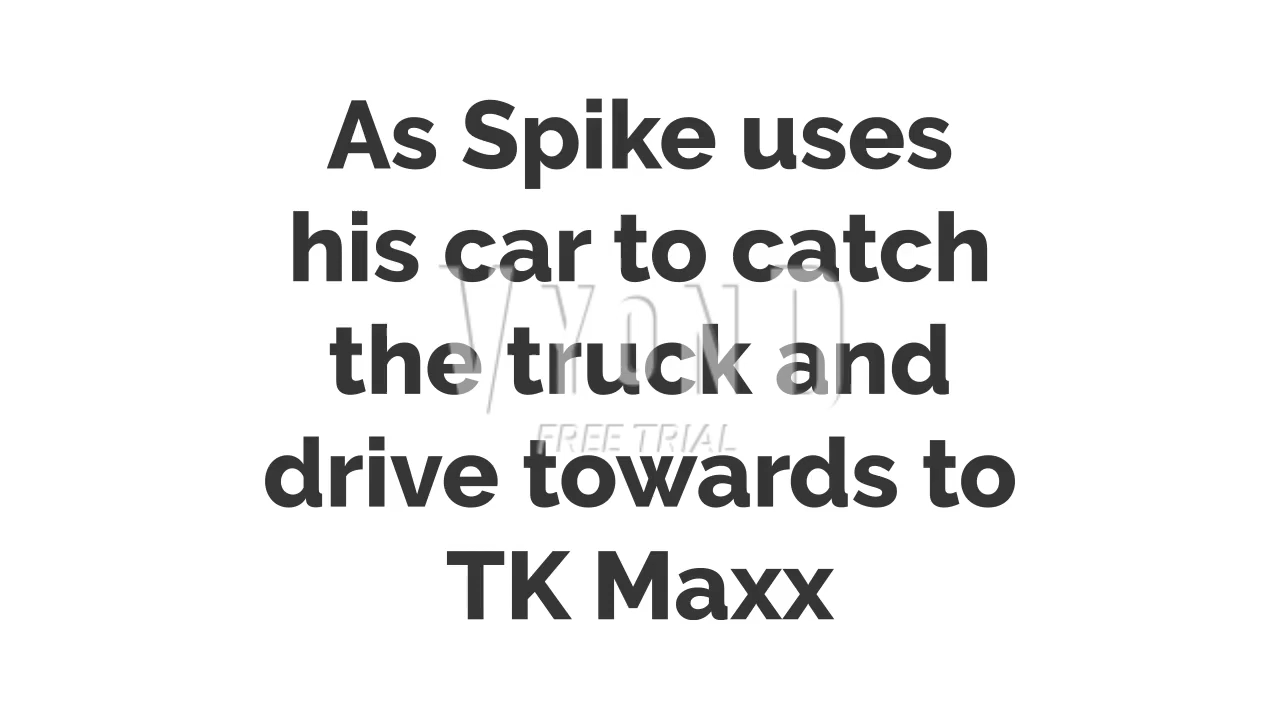 As Spike uses
his car to catch
the truck and
drive towards to
TK Maxx
VYOND
FREE TRIAL